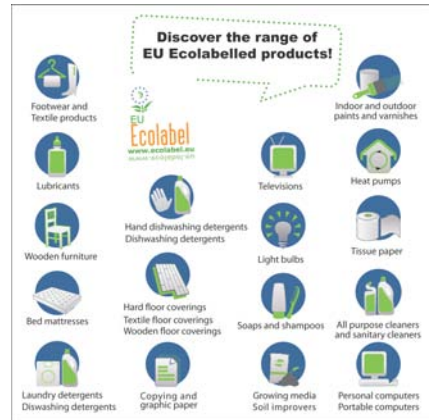 Discover the range of
EU Ecolabelled products!
Footwear and
Textile products
EU
Ecolabel
www.ecolabel.eu
Indoor and outdoor
paints and varnishes
Lubricants
Hand dishwashing detergents
Dishwashing detergents
Televisions
Heat pumps
Wooden furniture
Hard floor coverings
Textile floor coverings
Wooden floor coverings
Light bulbs
Tissue paper
Bed mattresses
Soaps and shampoos
All purpose cleaners
and sanitary cleaners
Laundry detergents
Diswashing detergents
Copying and
graphic paper
Growing media
Soil improvers
Personal computers
Portable computers